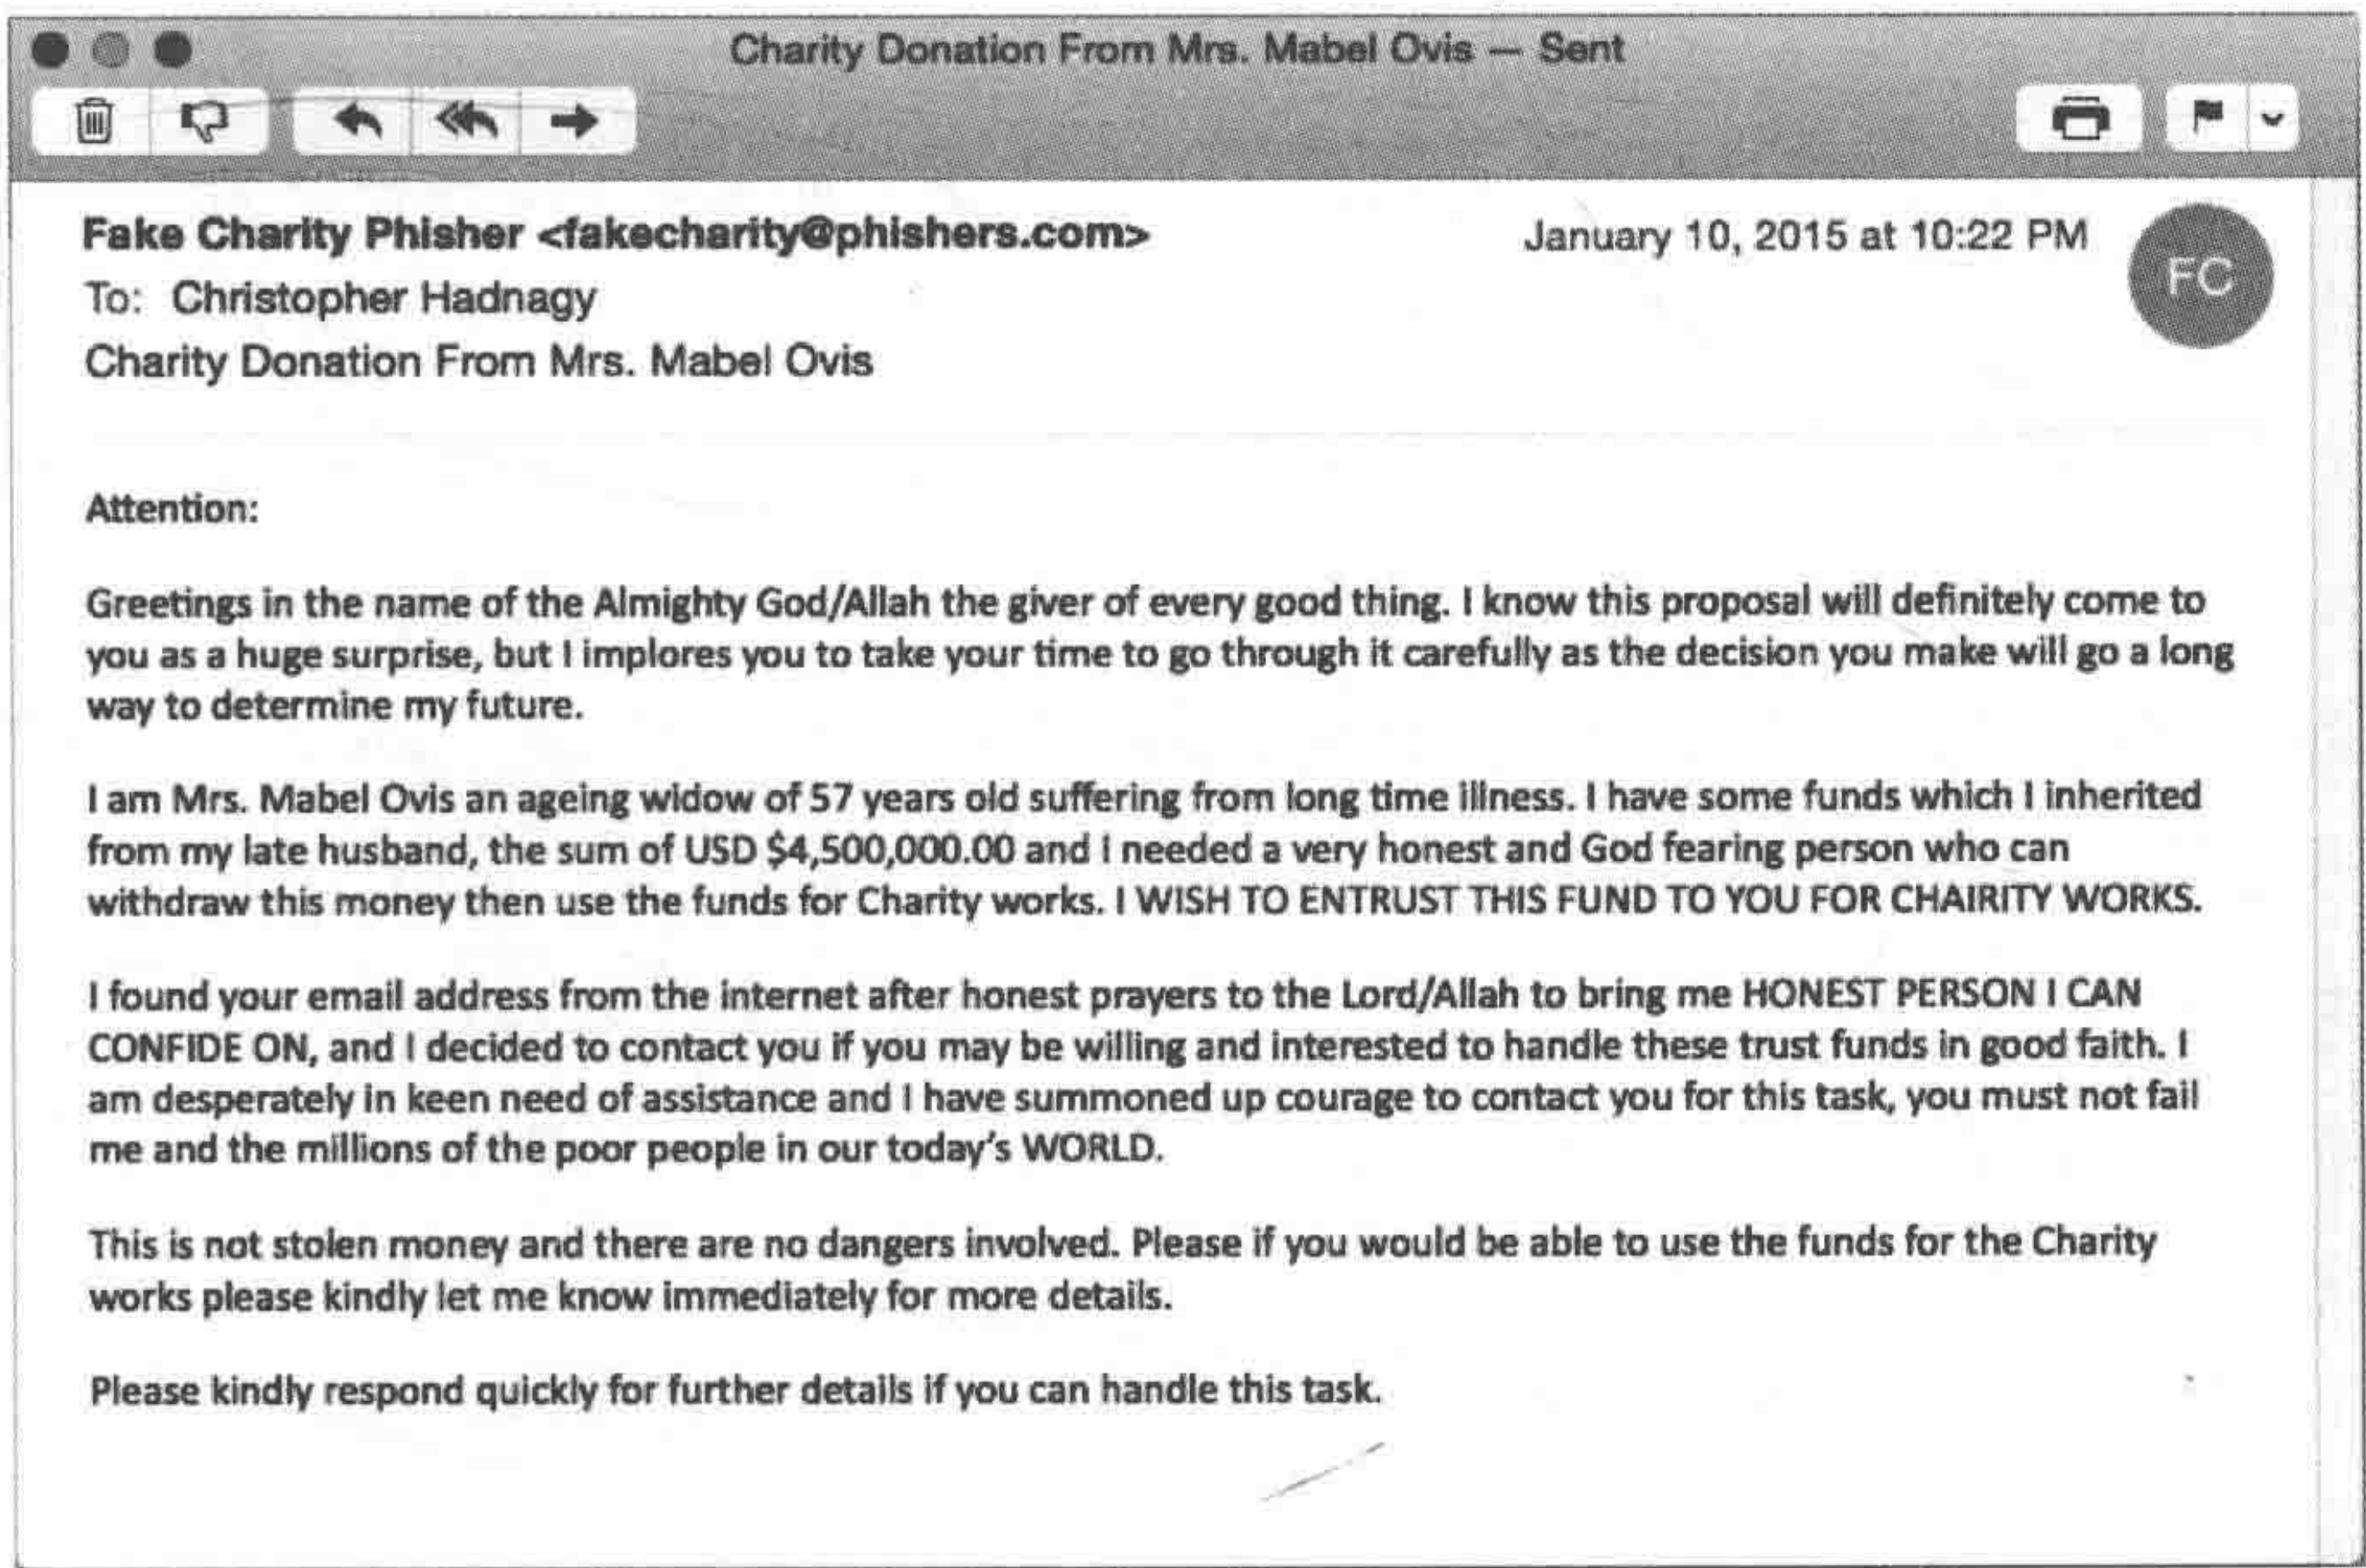 Charity Donation From Mrs. Mabel Ovis — Sent
Fake Charity Phisher <fakecharity@phishers.com>
January 10, 2015 at 10:22 PM
FC
To: Christopher Hadnagy
Charity Donation From Mrs. Mabel Ovis
Attention:
Greetings in the name of the Almighty God/Allah the giver of every good thing. I know this proposal will definitely come to
you as a huge surprise, but I implores you to take your time to go through it carefully as the decision you make will go a long
way to determine my future.
I am Mrs. Mabel Ovis an ageing widow of 57 years old suffering from long time illness. I have some funds which I inherited
from my late husband, the sum of USD $4,500,000.00 and I needed a very honest and God fearing person who can
withdraw this money then use the funds for Charity works. I WISH TO ENTRUST THIS FUND TO YOU FOR CHAIRITY WORKS.
I found your email address from the internet after honest prayers to the Lord/Allah to bring me HONEST PERSON I CAN
CONFIDE ON, and I decided to contact you if you may be willing and interested to handle these trust funds in good faith. I
am desperately in keen need of assistance and I have summoned up courage to contact you for this task, you must not fail
me and the millions of the poor people in our today's WORLD.
This is not stolen money and there are no dangers involved. Please if you would be able to use the funds for the Charity
works please kindly let me know immediately for more details.
Please kindly respond quickly for further details if you can handle this task.